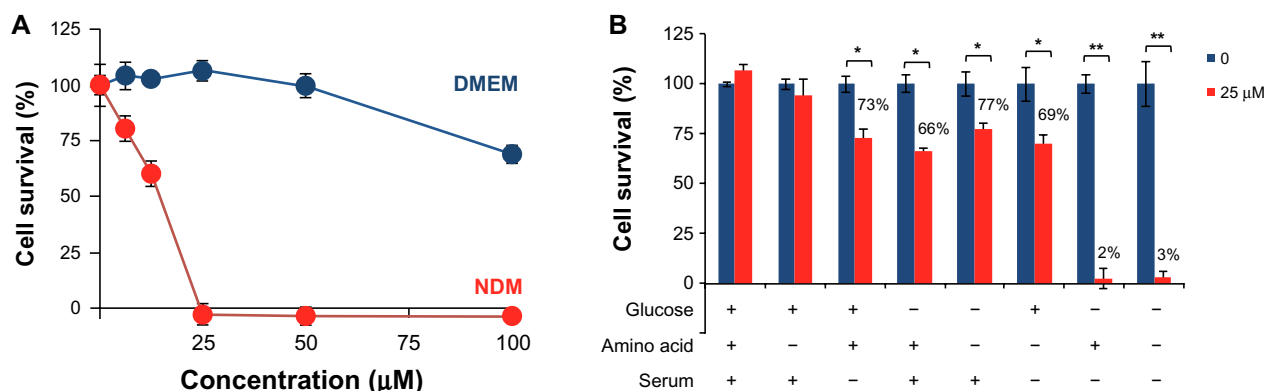 A
Cell survival (%)
125
100
75
50
25
0
DMEM
NDM
25
50
75
100
Concentration (μM)
B
Cell survival (%)
125
100
75
50
25
0
* * * * ** **
73% 66% 77% 69% 2% 3%
0
25 μM
Glucose + + + – – + – –
Amino acid + – + + – – + –
Serum + + – + + – – –